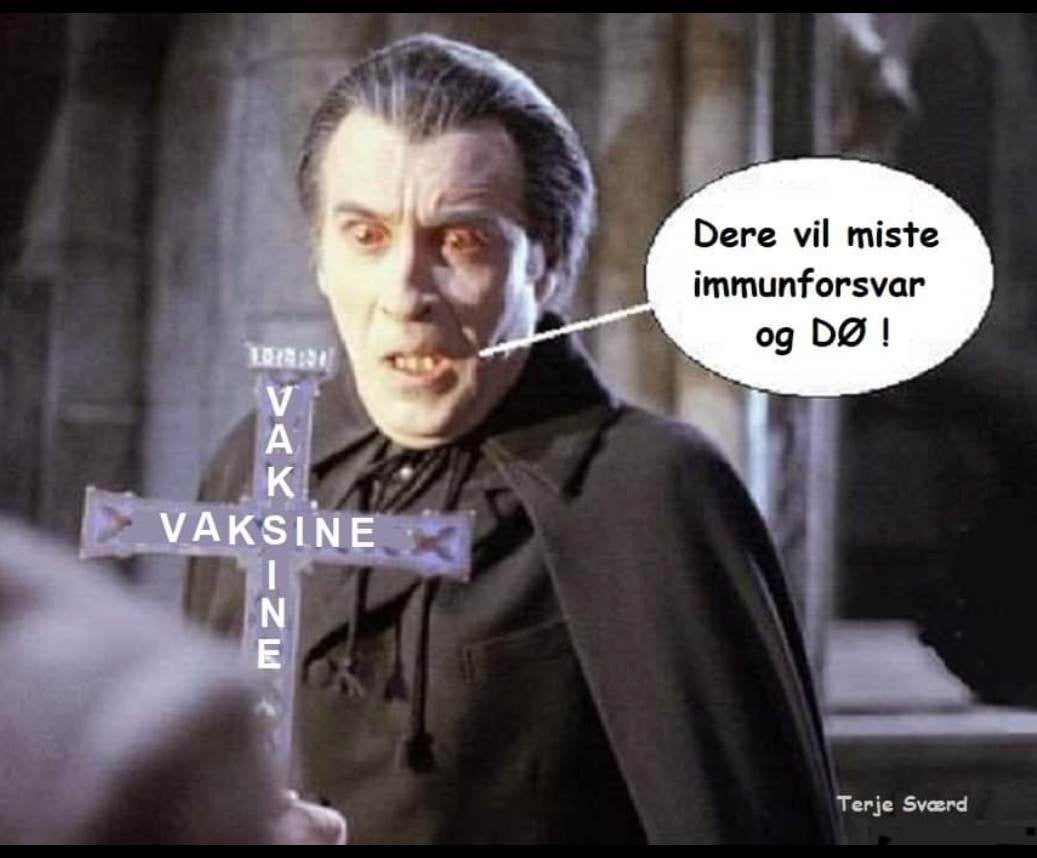 Dere vil miste
immunforsvar
og DØ !
VAKSINE
VAKSINE
Terje Sværd